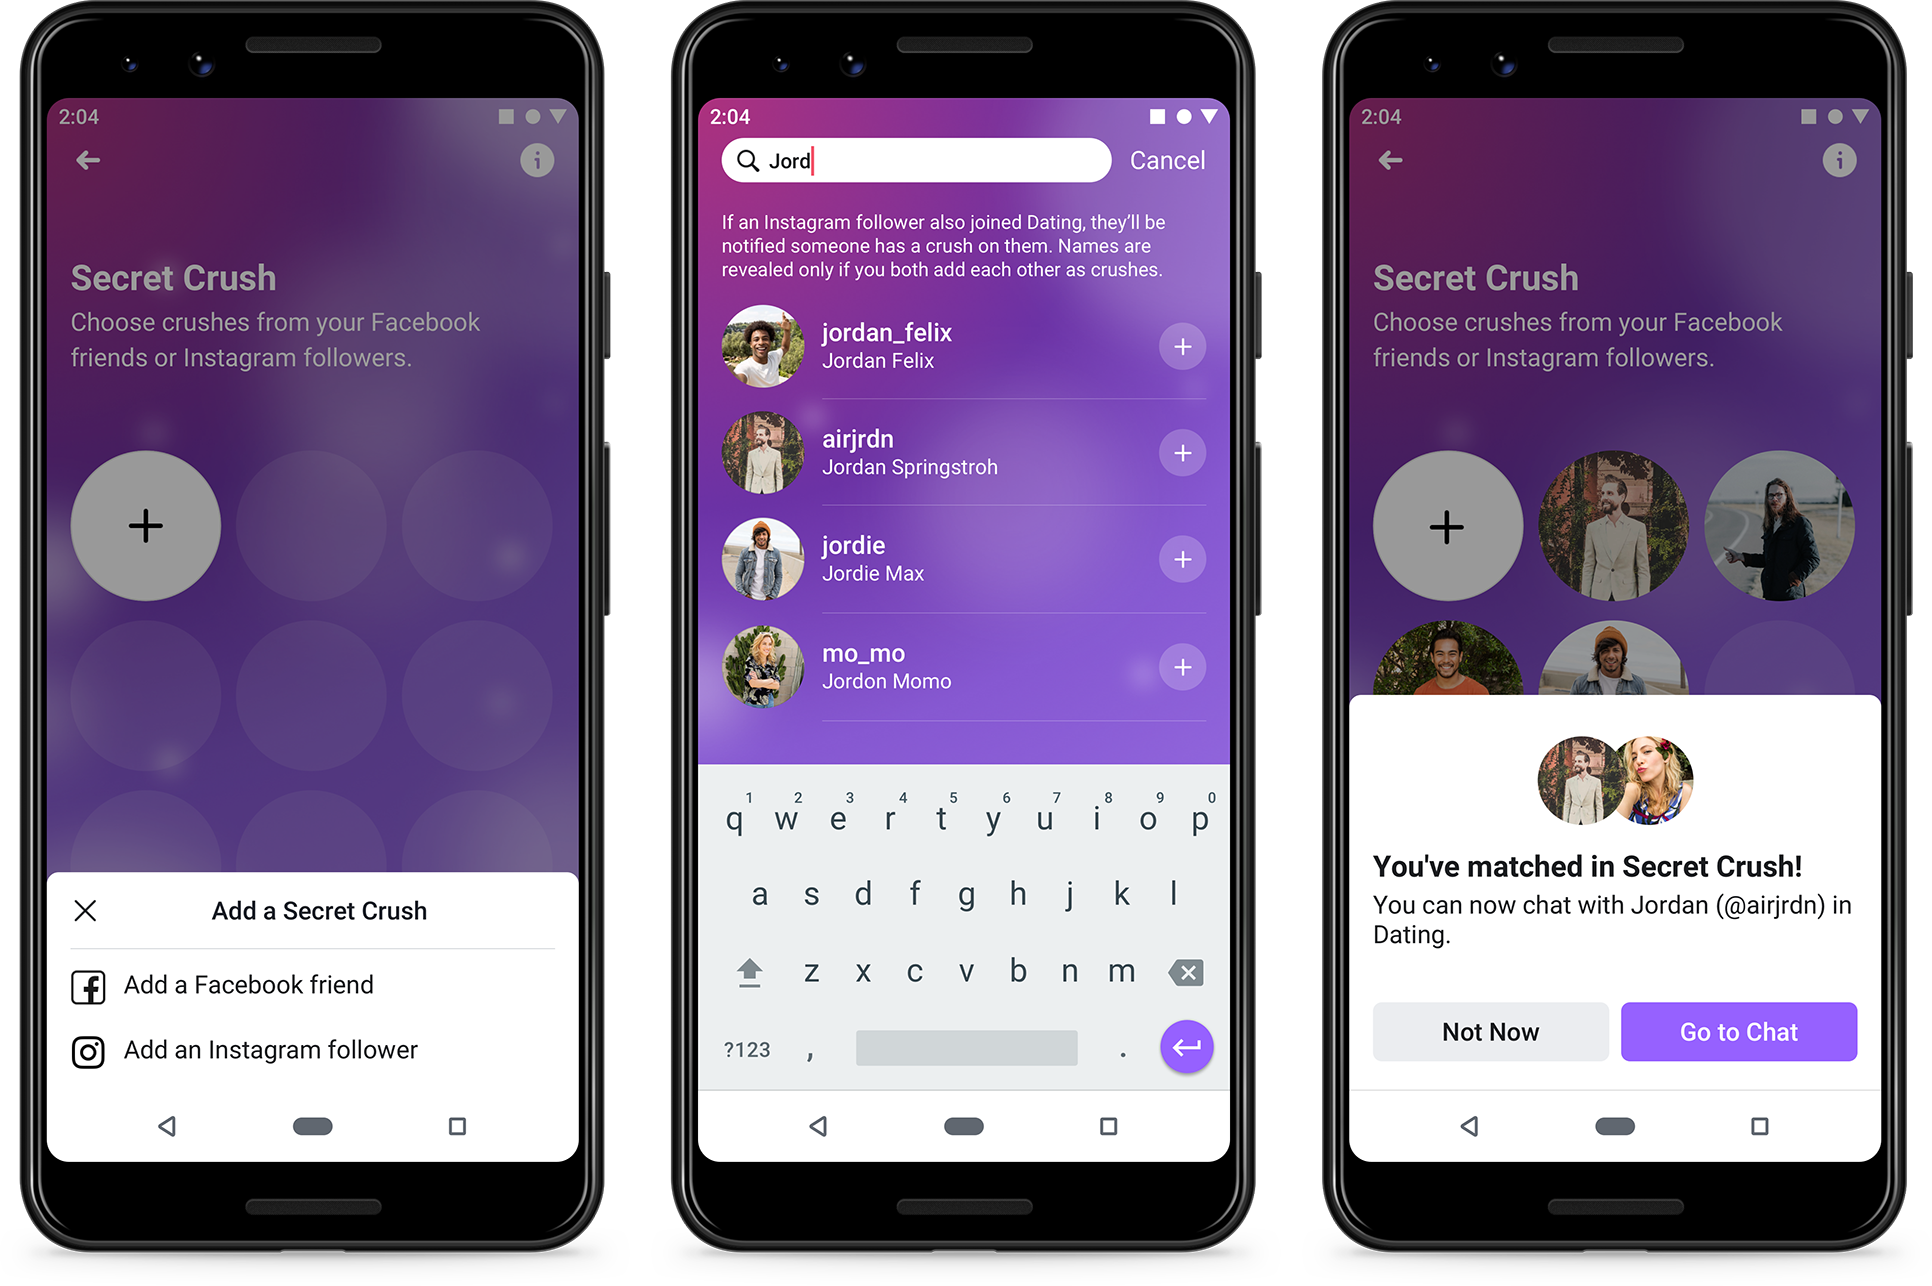 2:04
Secret Crush
Choose crushes from your Facebook
friends or Instagram followers.
Add a Secret Crush
Add a Facebook friend
Add an Instagram follower
2:04
Jord
Cancel
If an Instagram follower also joined Dating, they'll be
notified someone has a crush on them. Names are
revealed only if you both add each other as crushes.
jordan_felix
Jordan Felix
airjrdn
Jordan Springstroh
jordie
Jordie Max
mo_mo
Jordon Momo
1 2 3 4 5 6 7 8 9 0
q w e r t y u i o p
a s d f g h j k l
z x c v b n m
?123 , .
2:04
Secret Crush
Choose crushes from your Facebook
friends or Instagram followers.
You've matched in Secret Crush!
You can now chat with Jordan (@airjrdn) in
Dating.
Not Now
Go to Chat